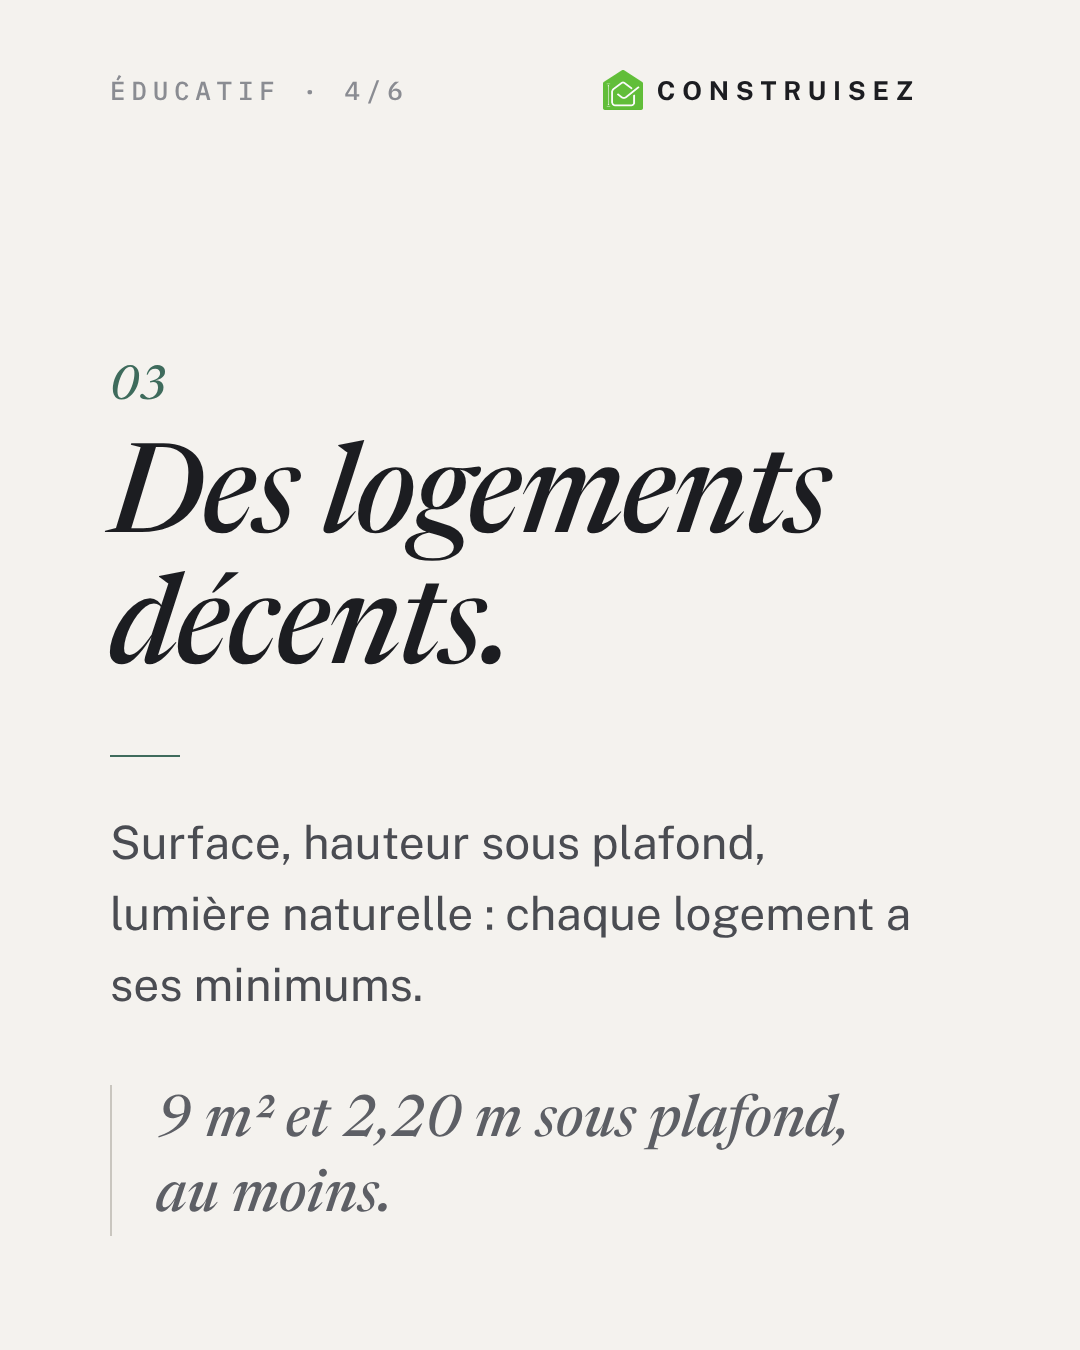 ÉDUCATIF · 4/6
CONSTRUISEZ
03
Des logements
décents.
Surface, hauteur sous plafond,
lumière naturelle : chaque logement a
ses minimums.
9 m² et 2,20 m sous plafond,
au moins.